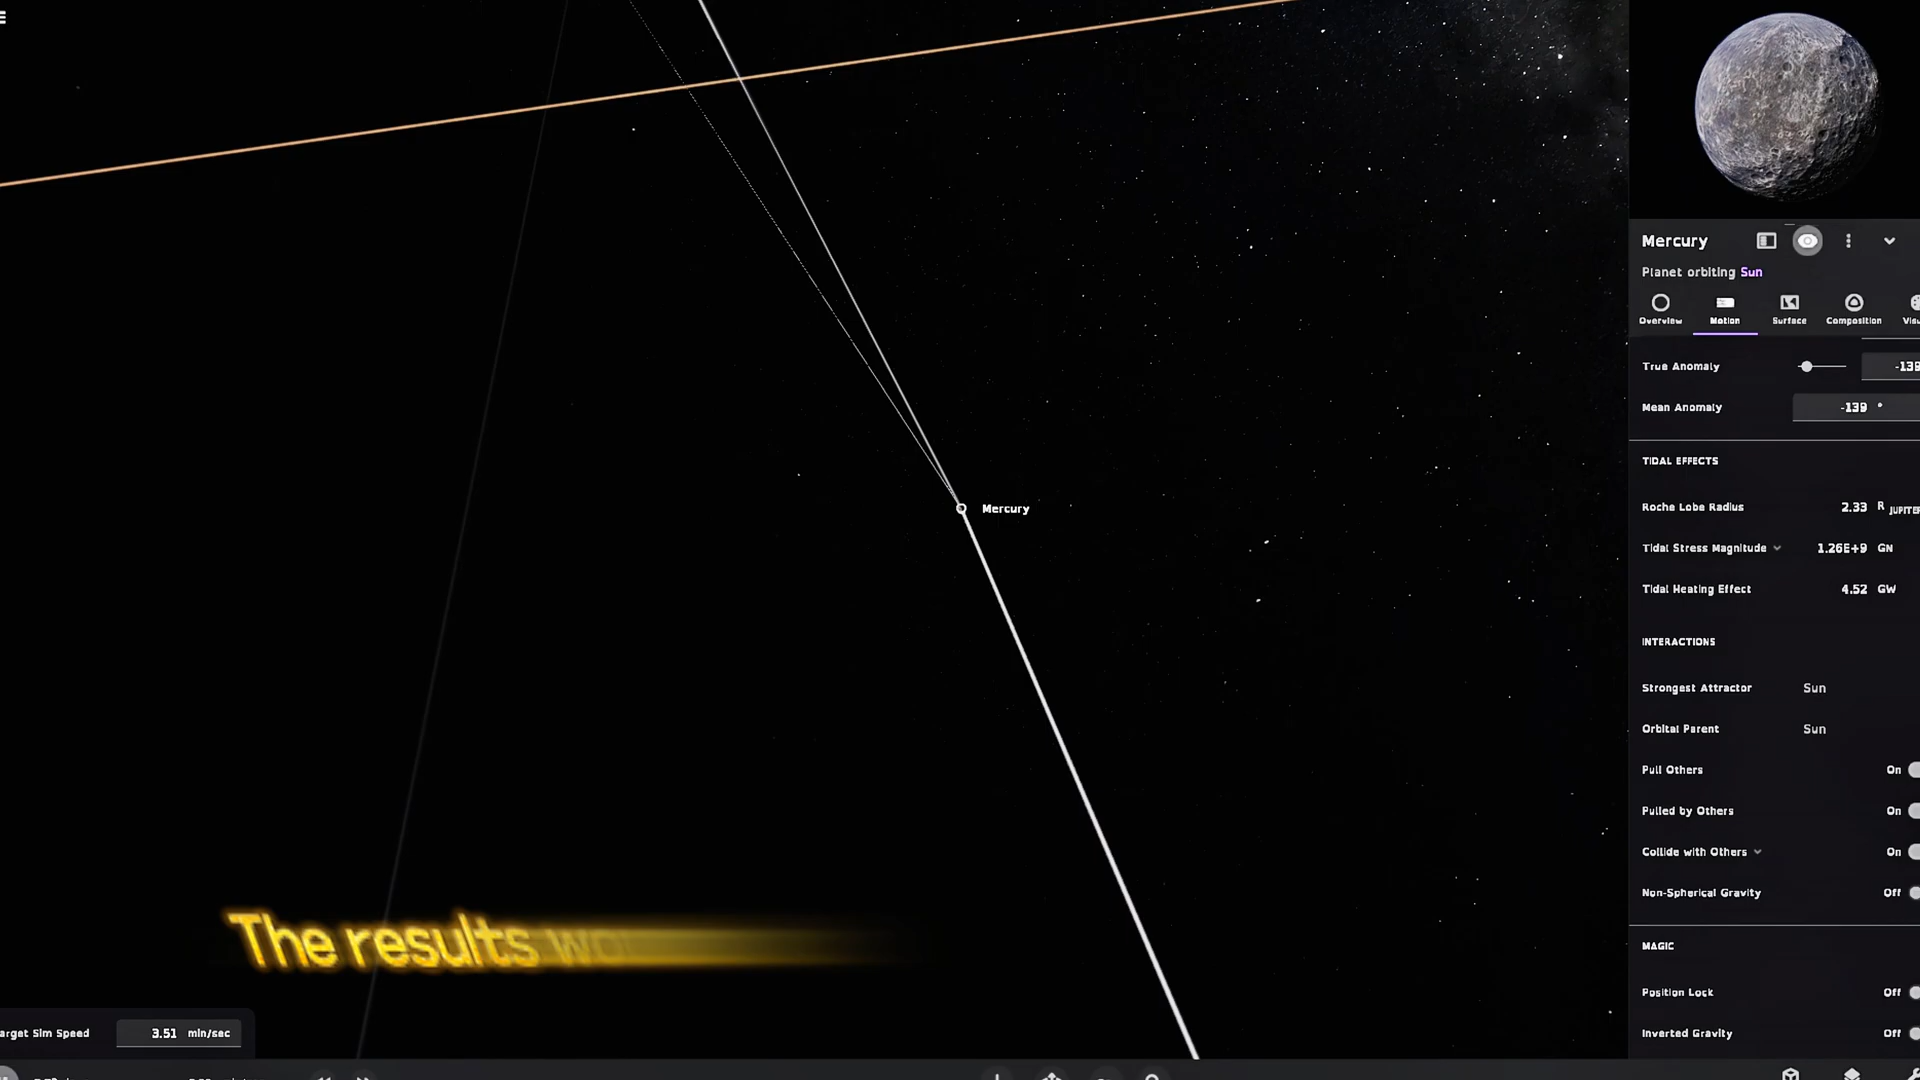 Mercury
Planet orbiting Sun
Overview
Motion
Surface
Composition
True Anomaly
-139
Mean Anomaly -139 °
TIDAL EFFECTS
Roche Lobe Radius 2.33 R JUPITER
Tidal Stress Magnitude 1.26E+9 GN
Tidal Heating Effect 4.52 GW
INTERACTIONS
Strongest Attractor Sun
Orbital Parent Sun
Pull Others On
Pulled by Others On
Collide with Others On
Non-Spherical Gravity Off
MAGIC
Position Lock Off
Inverted Gravity Off
Mercury
The results
arget Sim Speed 3.51 min/sec